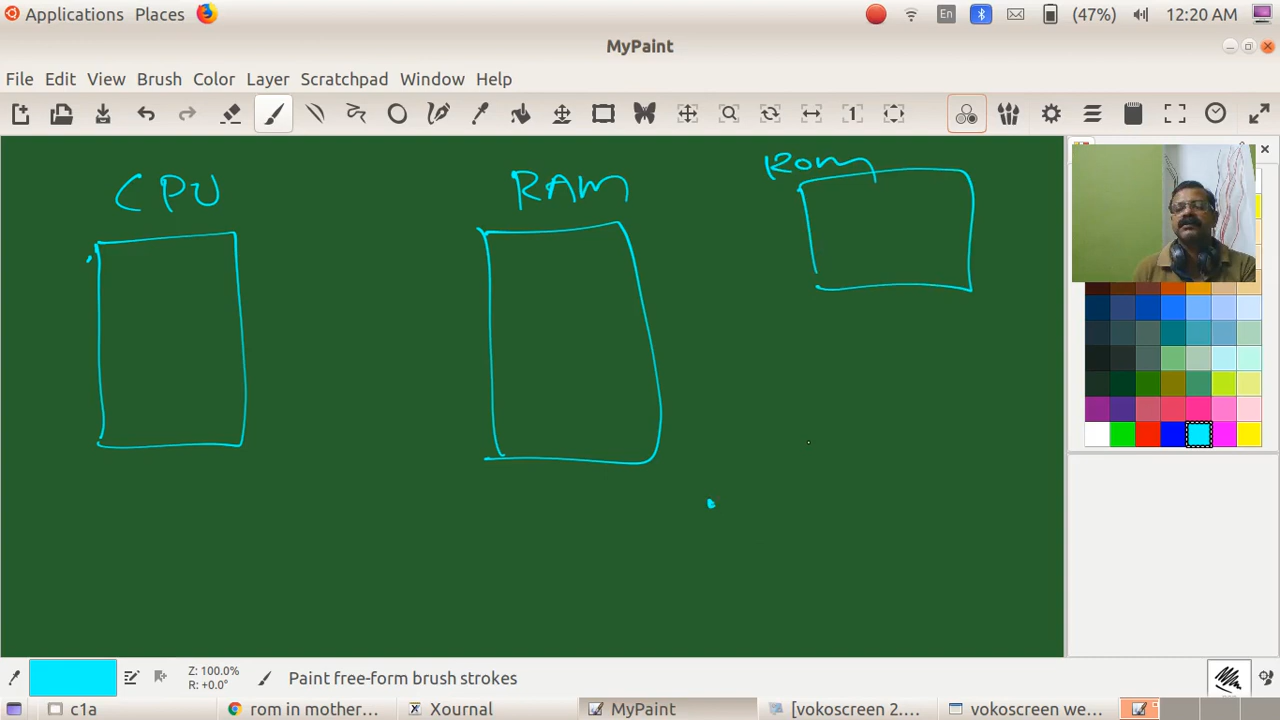 Applications Places En (47%) 12:20 AM
MyPaint
File Edit View Brush Color Layer Scratchpad Window Help
1
CPU RAM Rom
Z: 100.0%
R: +0.0°
Paint free-form brush strokes
c1a rom in mother... Xournal MyPaint [vokoscreen 2.... vokoscreen we...